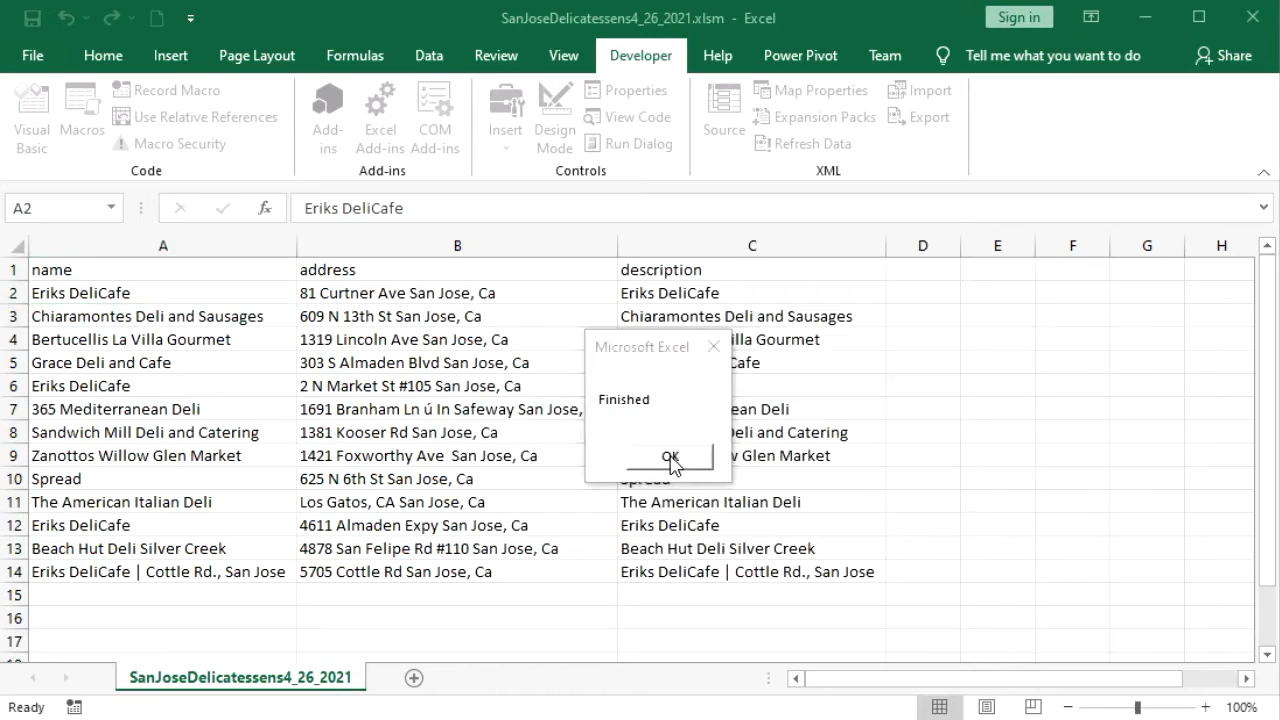 SanJoseDelicatessens4_26_2021.xlsm - Excel
Sign in
File Home Insert Page Layout Formulas Data Review View Developer Help Power Pivot Team Tell me what you want to do Share
Visual Basic
Macros
Record Macro
Use Relative References
Macro Security
Code
Add-ins
Excel Add-ins
COM Add-ins
Add-ins
Insert
Design Mode
Properties
View Code
Run Dialog
Controls
Source
Map Properties
Expansion Packs
Refresh Data
Import
Export
XML
A2 fx Eriks DeliCafe
A B C D E F G H
1 name address description
2 Eriks DeliCafe 81 Curtner Ave San Jose, Ca Eriks DeliCafe
3 Chiaramontes Deli and Sausages 609 N 13th St San Jose, Ca Chiaramontes Deli and Sausages
4 Bertucellis La Villa Gourmet 1319 Lincoln Ave San Jose, Ca illa Gourmet
5 Grace Deli and Cafe 303 S Almaden Blvd San Jose, Ca Cafe
6 Eriks DeliCafe 2 N Market St #105 San Jose, Ca
7 365 Mediterranean Deli 1691 Branham Ln ú In Safeway San Jose, ean Deli
8 Sandwich Mill Deli and Catering 1381 Kooser Rd San Jose, Ca Deli and Catering
9 Zanottos Willow Glen Market 1421 Foxworthy Ave San Jose, Ca w Glen Market
10 Spread 625 N 6th St San Jose, Ca Spread
11 The American Italian Deli Los Gatos, CA San Jose, Ca The American Italian Deli
12 Eriks DeliCafe 4611 Almaden Expy San Jose, Ca Eriks DeliCafe
13 Beach Hut Deli Silver Creek 4878 San Felipe Rd #110 San Jose, Ca Beach Hut Deli Silver Creek
14 Eriks DeliCafe | Cottle Rd., San Jose 5705 Cottle Rd San Jose, Ca Eriks DeliCafe | Cottle Rd., San Jose
15
16
17
Microsoft Excel
Finished
OK
SanJoseDelicatessens4_26_2021
Ready
100%